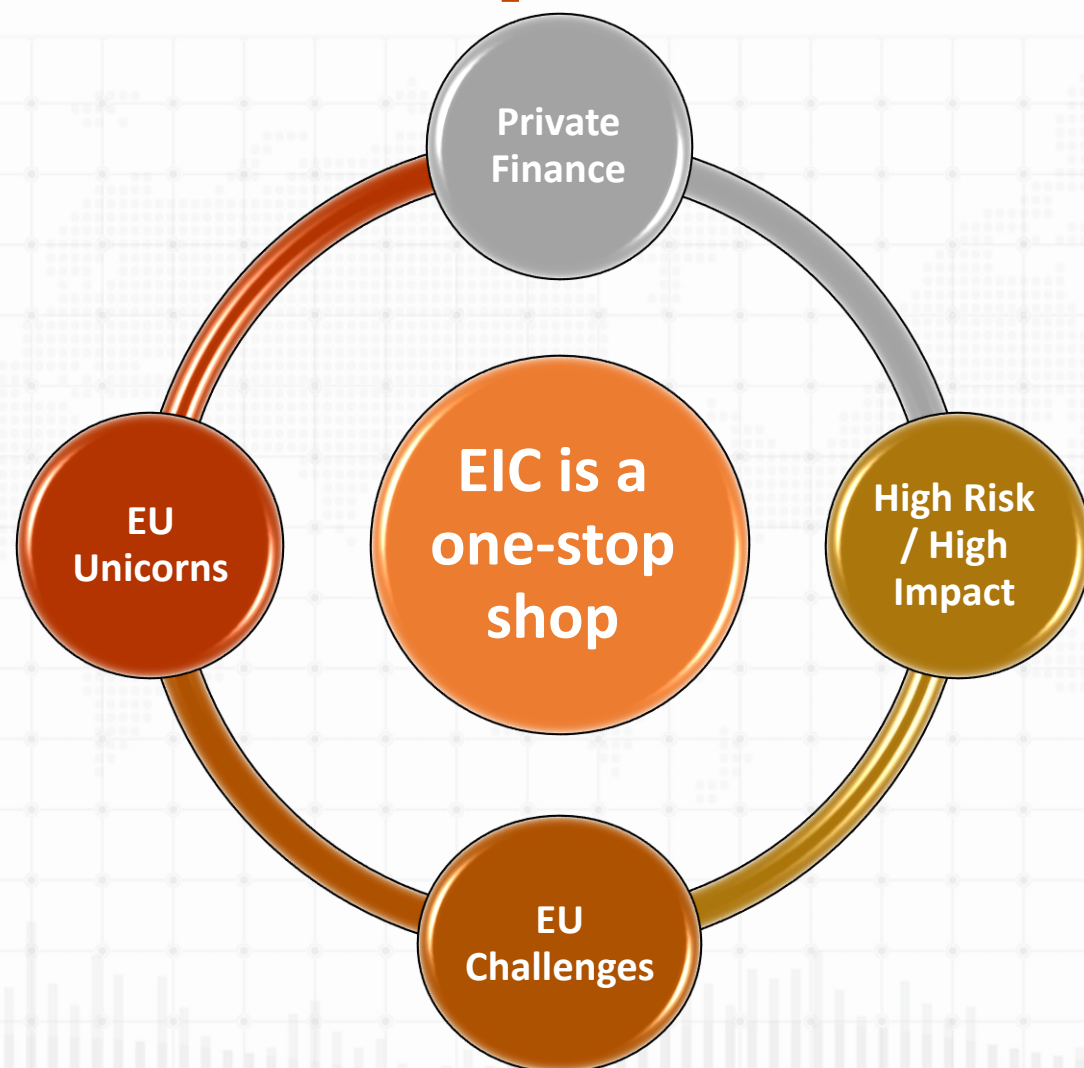 Private
Finance
EU
Unicorns
EIC is a
one-stop
shop
High Risk
/ High
Impact
EU
Challenges